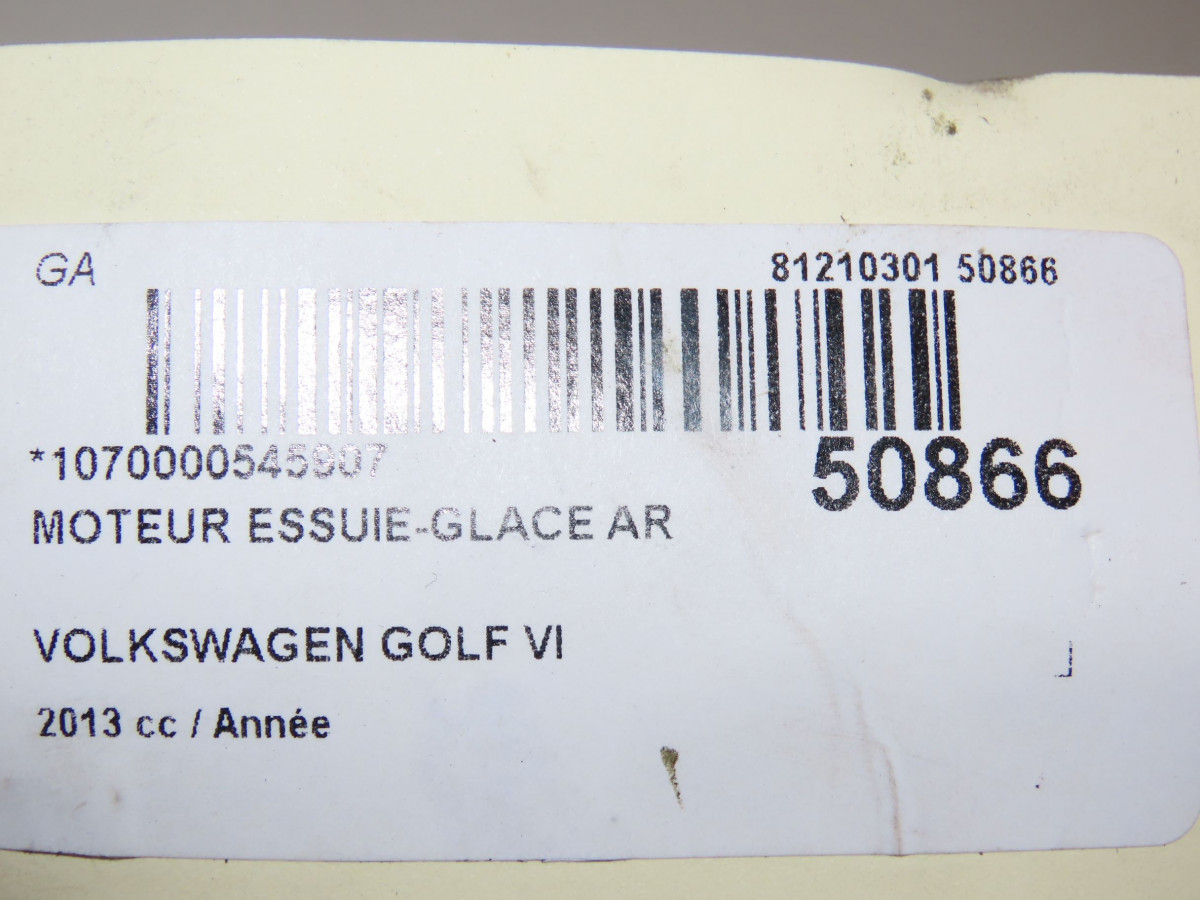 GA
81210301 50866
*1070000545907
50866
MOTEUR ESSUIE-GLACE AR
VOLKSWAGEN GOLF VI
2013 cc / Année